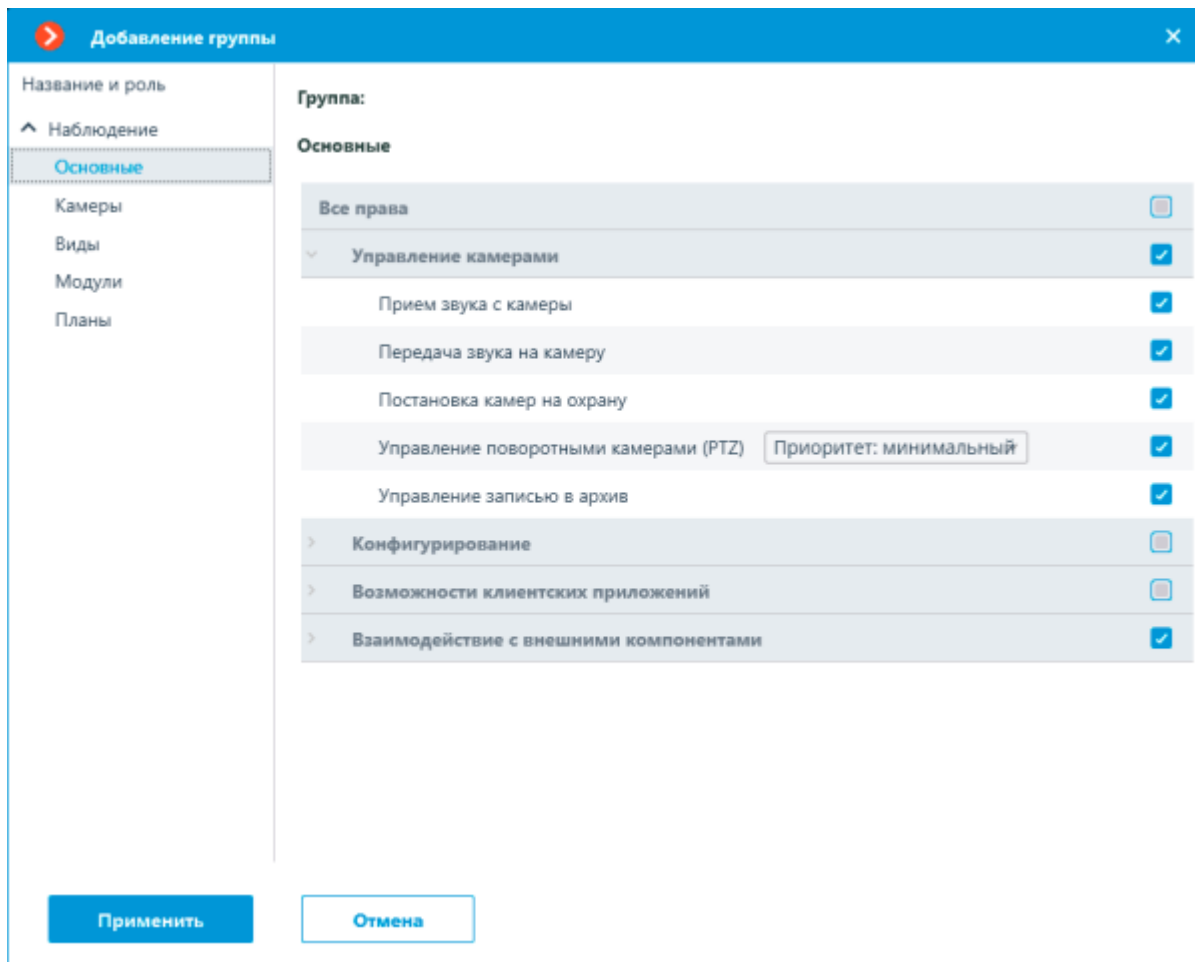 Добавление группы
Название и роль
Наблюдение
Основные
Камеры
Виды
Модули
Планы
Группа:
Основные
Все права
Управление камерами
Прием звука с камеры
Передача звука на камеру
Постановка камер на охрану
Управление поворотными камерами (PTZ) Приоритет: минимальный
Управление записью в архив
Конфигурирование
Возможности клиентских приложений
Взаимодействие с внешними компонентами
Применить Отмена